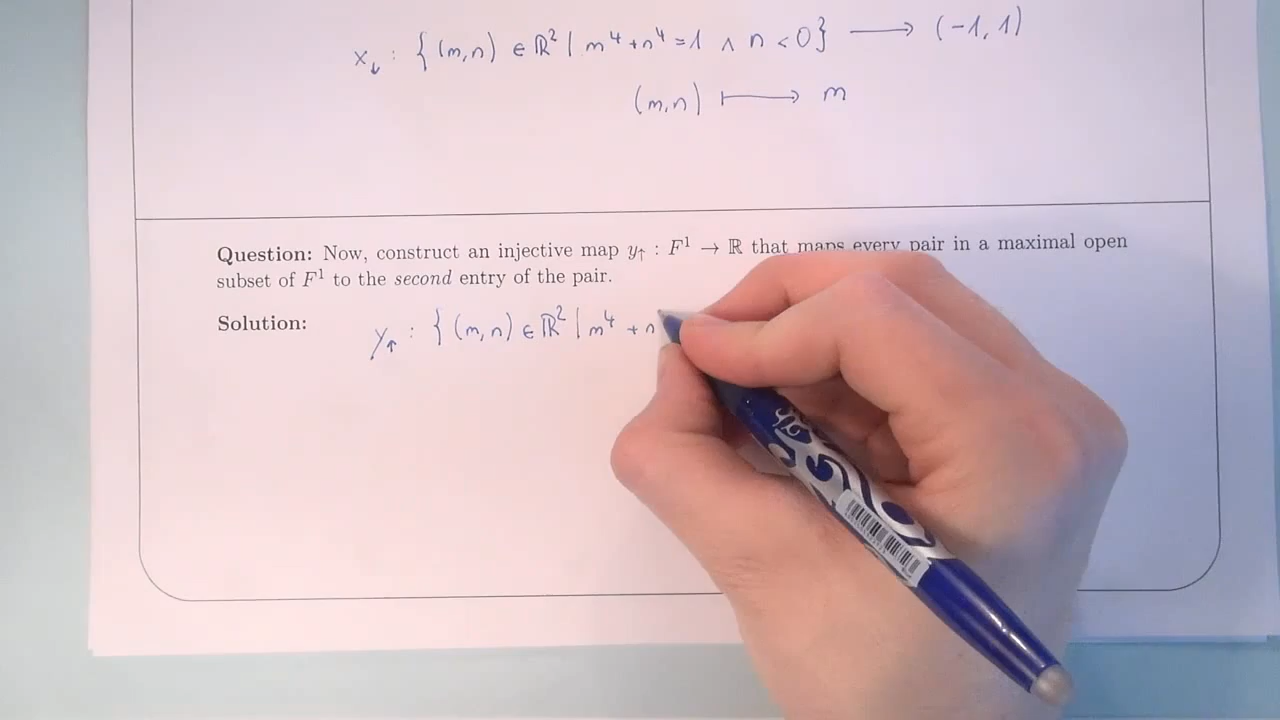 x↓ : { (m,n) ∈ ℝ² | m⁴ + n⁴ = 1 ∧ n < 0 } ⟶ (-1, 1)
(m,n) ⟼ m
Question: Now, construct an injective map y↑ : F¹ → ℝ that maps every pair in a maximal open
subset of F¹ to the second entry of the pair.
Solution:
y↑ : { (m,n) ∈ ℝ² | m⁴ + n